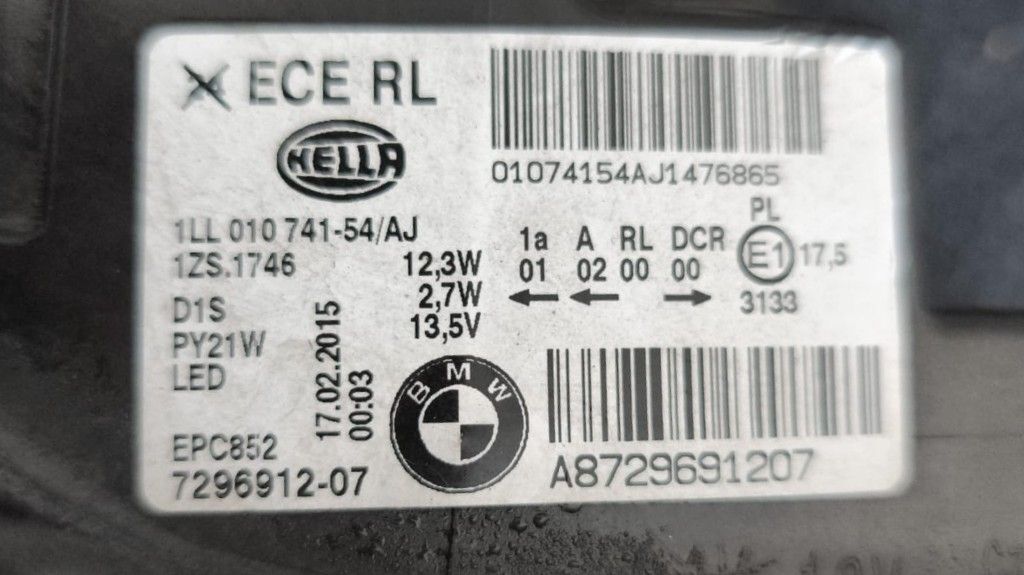 ECE RL
HELLA
01074154AJ1476865
1LL 010 741-54/AJ
1ZS.1746
12,3W
D1S
2,7W
13,5V
PY21W
LED
17.02.2015
00:03
EPC852
7296912-07
1a A RL DCR
01 02 00 00
PL
E1 17,5
3133
BMW
A8729691207